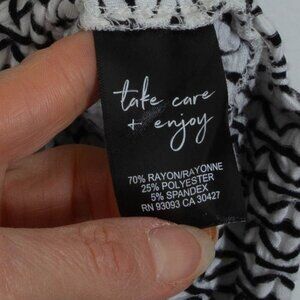 take care
+ enjoy
70% RAYON/RAYONNE
25% POLYESTER
5% SPANDEX
RN 93093 CA 30427